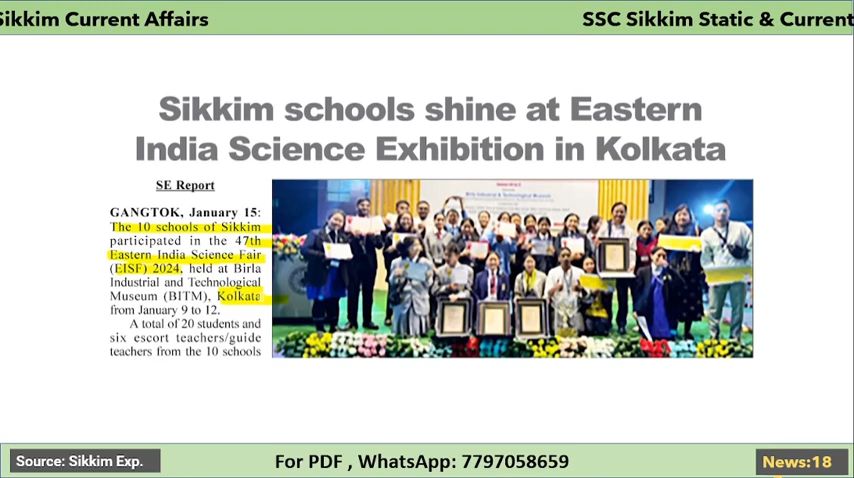 Sikkim Current Affairs
SSC Sikkim Static & Current
Sikkim schools shine at Eastern
India Science Exhibition in Kolkata
SE Report
GANGTOK, January 15:
The 10 schools of Sikkim
participated in the 47th
Eastern India Science Fair
(EISF) 2024, held at Birla
Industrial and Technological
Museum (BITM), Kolkata
from January 9 to 12.
A total of 20 students and
six escort teachers/guide
teachers from the 10 schools
Birla Industrial & Technological Museum
Source: Sikkim Exp.
For PDF , WhatsApp: 7797058659
News:18